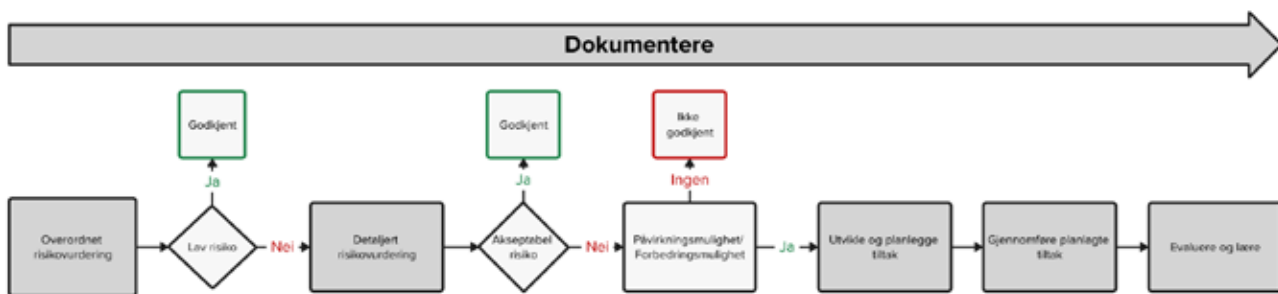 Dokumentere
Godkjent
Godkjent
Ikke
godkjent
Ja
Ja
Ingen
Overordnet
risikovurdering
Lav risiko
Nei
Detaljert
risikovurdering
Akseptabel
risiko
Nei
Påvirkningsmulighet/
Forbedringsmulighet
Ja
Utvikle og planlegge
tiltak
Gjennomføre planlagte
tiltak
Evaluere og lære